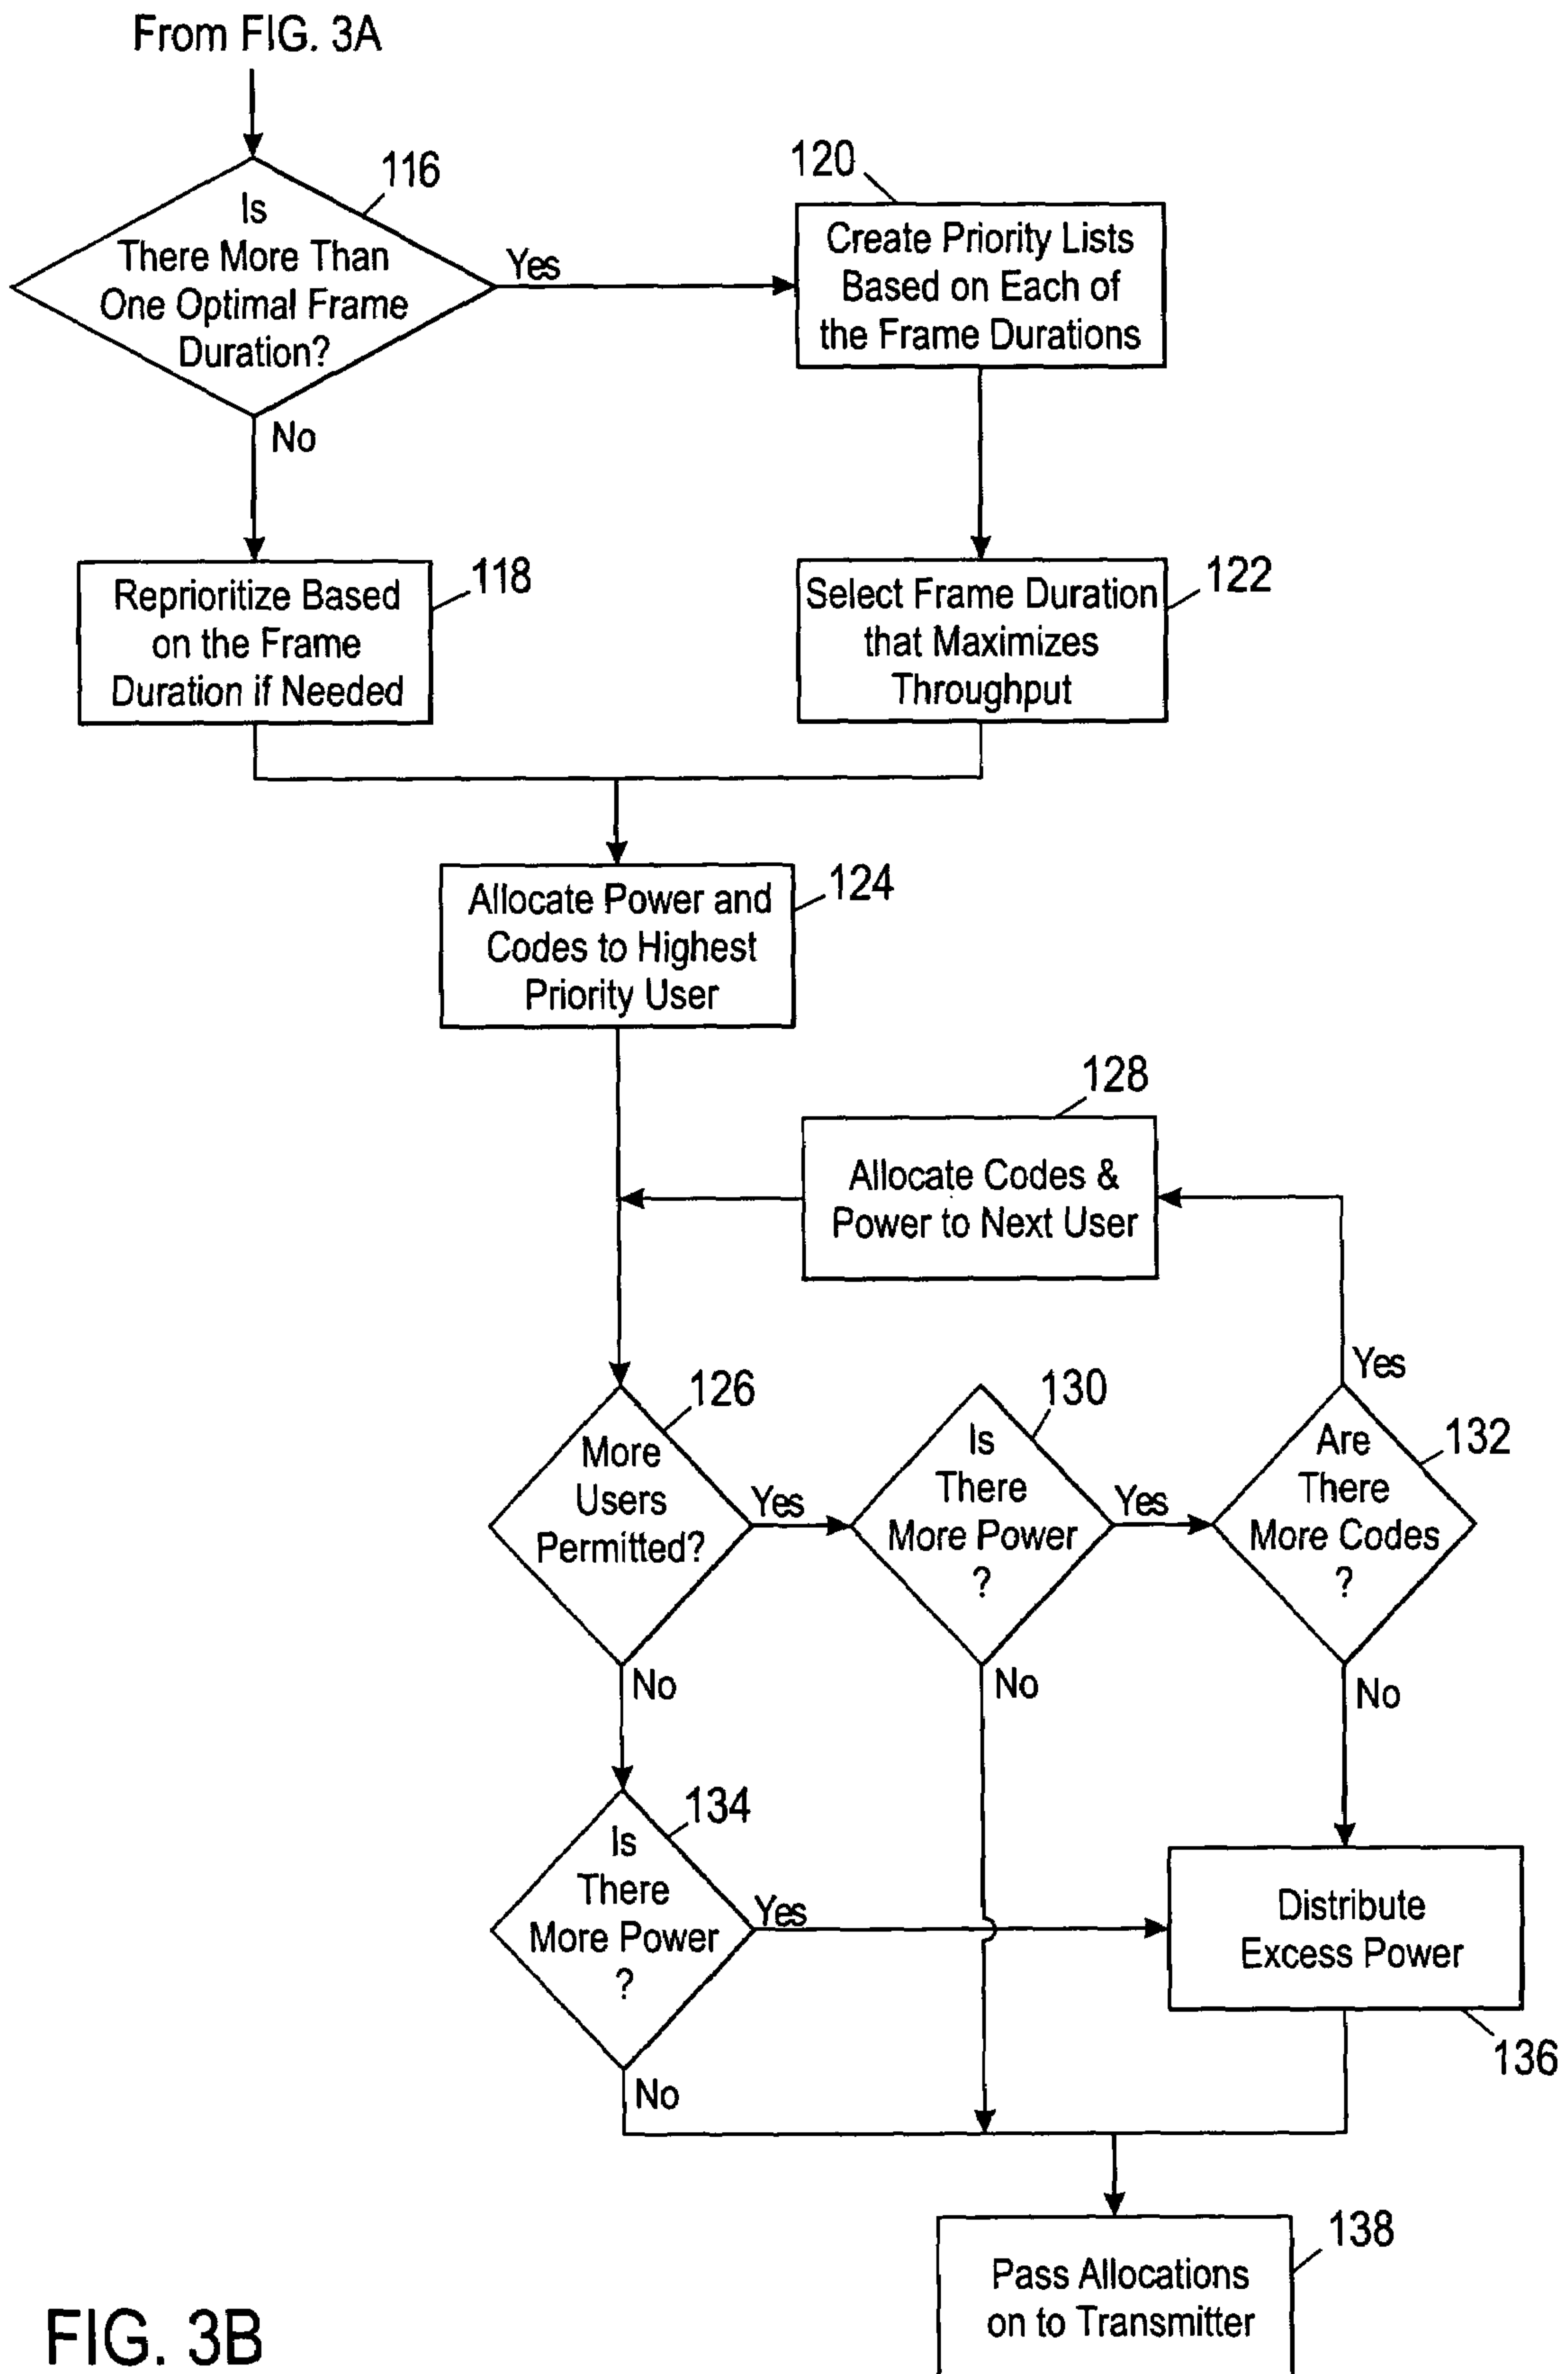 From FIG. 3A
116
Is
There More Than
One Optimal Frame
Duration?
Yes
No
120
Create Priority Lists
Based on Each of
the Frame Durations
Reprioritize Based
on the Frame
Duration if Needed
118
Select Frame Duration
that Maximizes
Throughput
122
Allocate Power and
Codes to Highest
Priority User
124
128
Allocate Codes &
Power to Next User
126
More
Users
Permitted?
Yes
No
130
Is
There
More Power
?
Yes
No
Yes
132
Are
There
More Codes
?
No
134
Is
There
More Power
?
Yes
No
Distribute
Excess Power
136
138
Pass Allocations
on to Transmitter
FIG. 3B